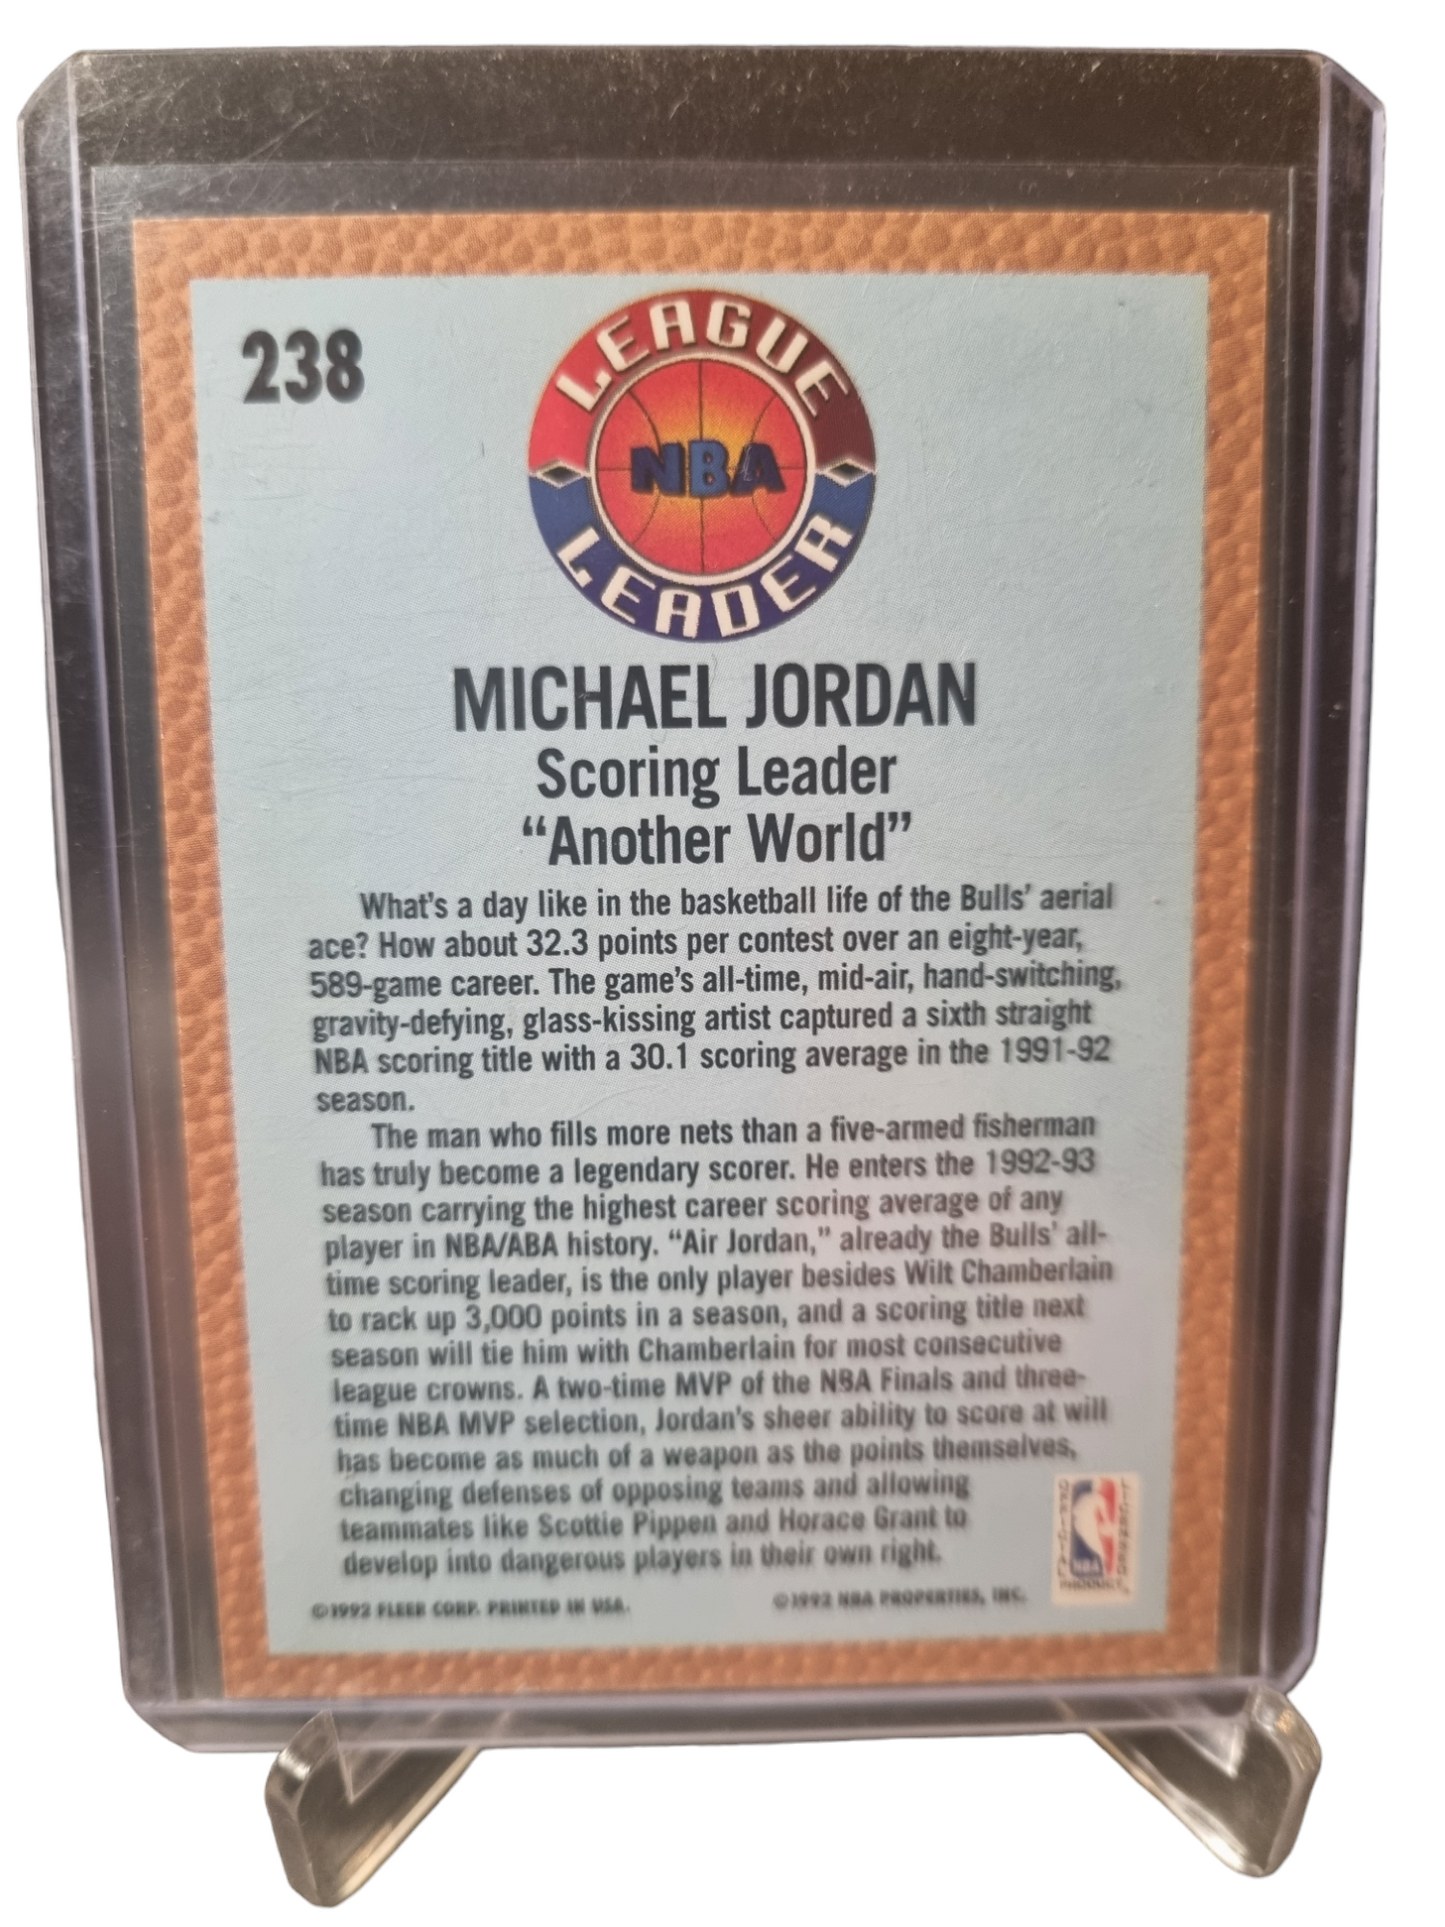 238
LEAGUE
NBA
LEADER
MICHAEL JORDAN
Scoring Leader
“Another World”
What's a day like in the basketball life of the Bulls’ aerial
ace? How about 32.3 points per contest over an eight-year,
589-game career. The game's all-time, mid-air, hand-switching,
gravity-defying, glass-kissing artist captured a sixth straight
NBA scoring title with a 30.1 scoring average in the 1991-92
season.
The man who fills more nets than a five-armed fisherman
has truly become a legendary scorer. He enters the 1992-93
season carrying the highest career scoring average of any
player in NBA/ABA history. “Air Jordan,” already the Bulls’ all-
time scoring leader, is the only player besides Wilt Chamberlain
to rack up 3,000 points in a season, and a scoring title next
season will tie him with Chamberlain for most consecutive
league crowns. A two-time MVP of the NBA Finals and three-
time NBA MVP selection, Jordan's sheer ability to score at will
has become as much of a weapon as the points themselves,
changing defenses of opposing teams and allowing
teammates like Scottie Pippen and Horace Grant to
develop into dangerous players in their own right.
©1992 FLEER CORP. PRINTED IN USA.
©1992 NBA PROPERTIES, INC.
NBA
PRODUCT